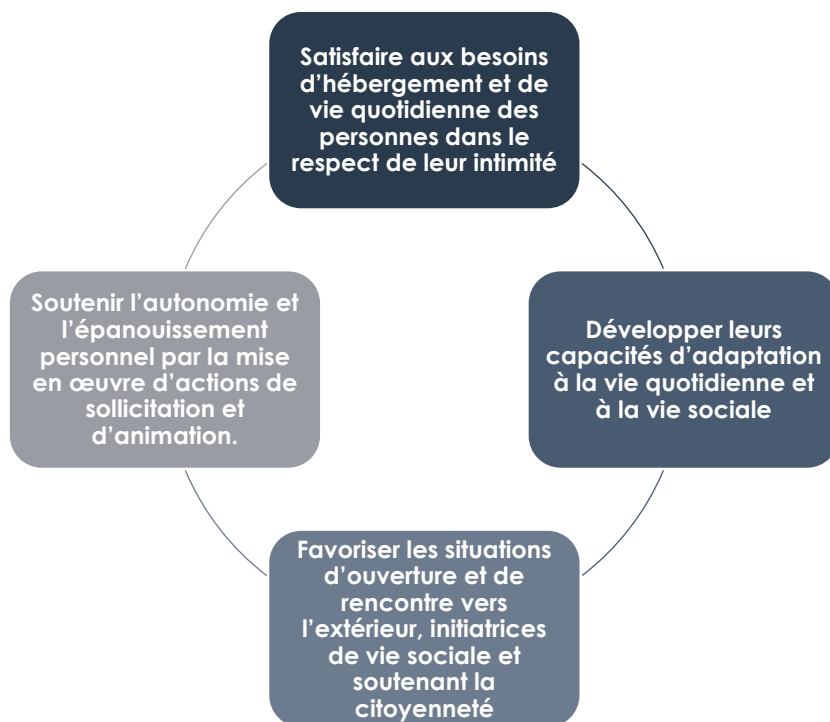 Satisfaire aux besoins
d’hébergement et de
vie quotidienne des
personnes dans le
respect de leur intimité
Développer leurs
capacités d’adaptation
à la vie quotidienne et
à la vie sociale
Favoriser les situations
d’ouverture et de
rencontre vers
l’extérieur, initiatrices
de vie sociale et
soutenant la
citoyenneté
Soutenir l’autonomie et
l’épanouissement
personnel par la mise
en œuvre d’actions de
sollicitation et
d’animation.